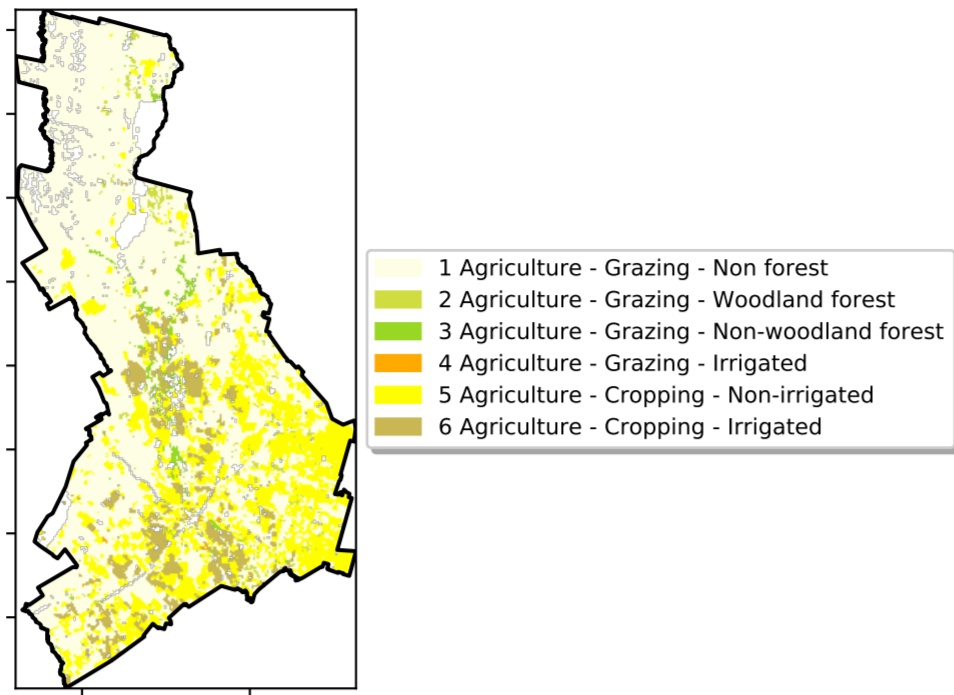 1 Agriculture - Grazing - Non forest
2 Agriculture - Grazing - Woodland forest
3 Agriculture - Grazing - Non-woodland forest
4 Agriculture - Grazing - Irrigated
5 Agriculture - Cropping - Non-irrigated
6 Agriculture - Cropping - Irrigated